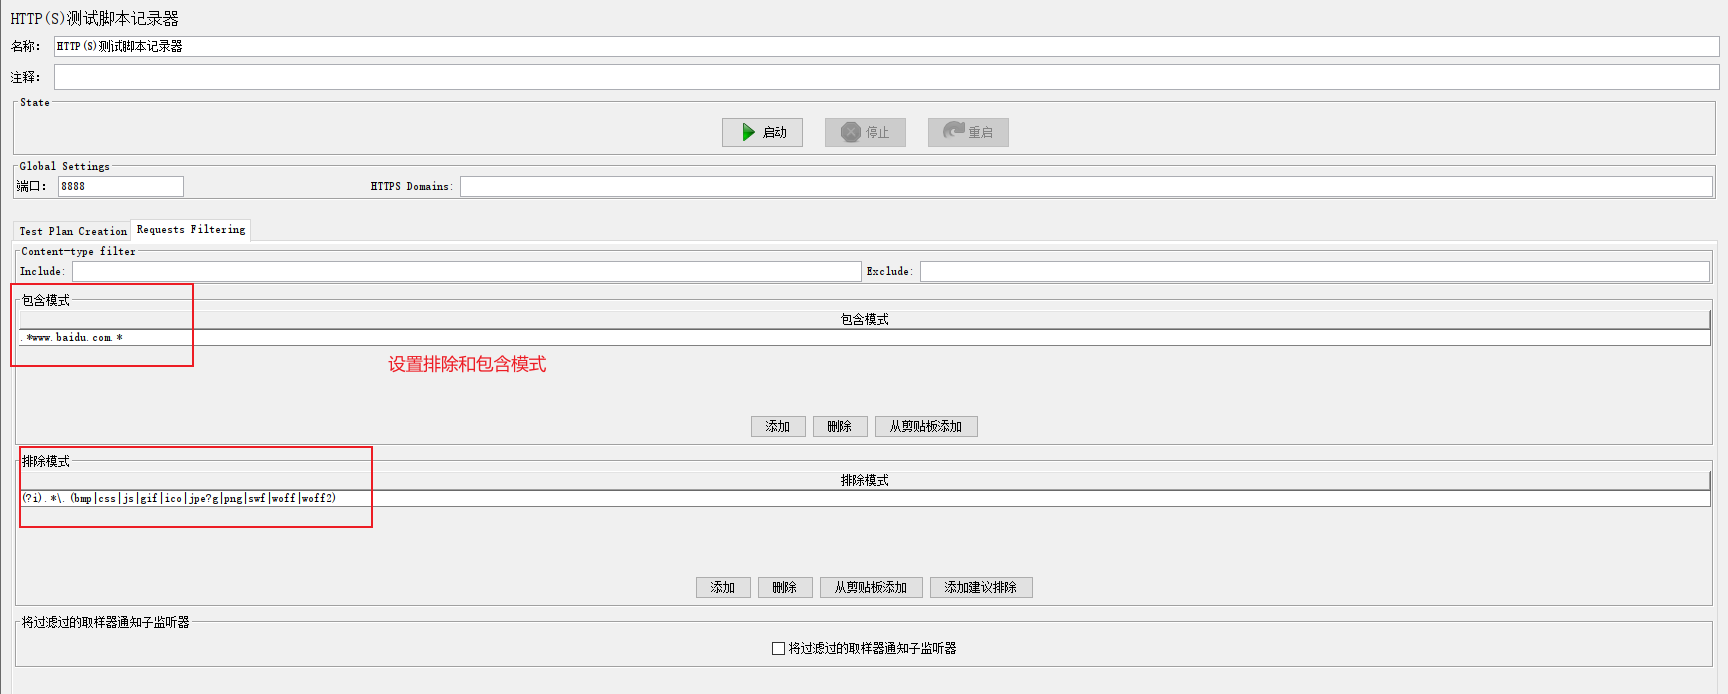 HTTP(S)测试脚本记录器
名称： HTTP(S)测试脚本记录器
注释：
State
启动 停止 重启
Global Settings
端口： 8888 HTTPS Domains:
Test Plan Creation Requests Filtering
Content-type filter
Include: Exclude:
包含模式
包含模式
.*www.baidu.com.*
设置排除和包含模式
添加 删除 从剪贴板添加
排除模式
排除模式
(?i).*\.(bmp|css|js|gif|ico|jpe?g|png|swf|woff|woff2)
添加 删除 从剪贴板添加 添加建议排除
将过滤过的取样器通知子监听器
将过滤过的取样器通知子监听器